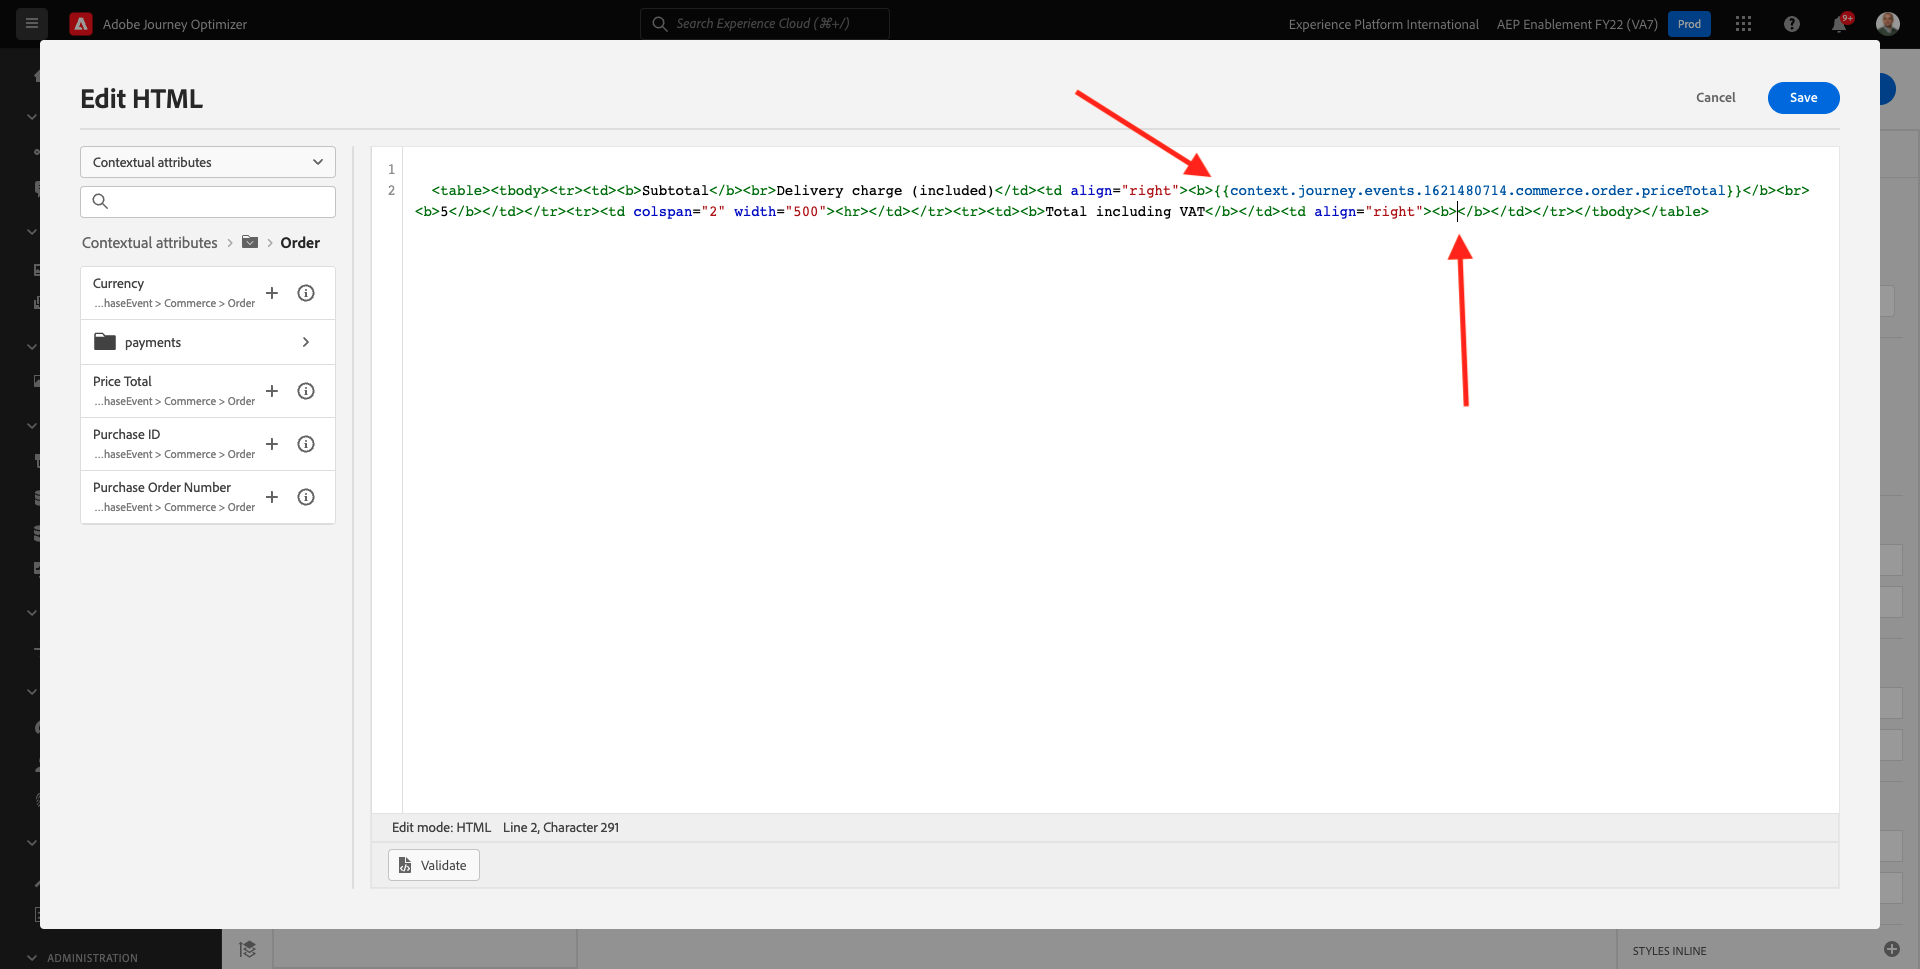 Adobe Journey Optimizer
Search Experience Cloud (⌘+/)
Experience Platform International
AEP Enablement FY22 (VA7)
Prod
9+
Edit HTML
Cancel
Save
Contextual attributes
Contextual attributes > > Order
Currency
...haseEvent > Commerce > Order
payments
Price Total
...haseEvent > Commerce > Order
Purchase ID
...haseEvent > Commerce > Order
Purchase Order Number
...haseEvent > Commerce > Order
1
2
<table><tbody><tr><td><b>Subtotal</b><br>Delivery charge (included)</td><td align="right"><b>{{context.journey.events.1621480714.commerce.order.priceTotal}}</b><br>
<b>5</b></td></tr><tr><td colspan="2" width="500"><hr></td></tr><tr><td><b>Total including VAT</b></td><td align="right"><b></b></td></tr></tbody></table>
Edit mode: HTML Line 2, Character 291
Validate
ADMINISTRATION
STYLES INLINE